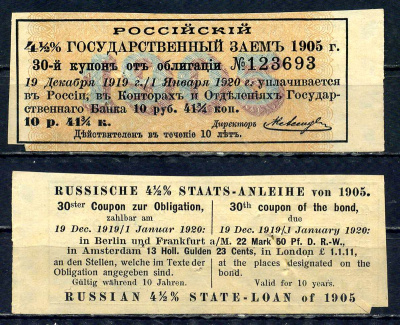 РОССІЙСКІЙ
4½% ГОСУДАРСТВЕННЫЙ ЗАЕМЪ 1905 г.
30-й купонъ отъ облигаціи №123693
19 Декабря 1919 г./1 Января 1920 г. уплачивается
въ Россіи, въ Конторахъ и Отдѣленіяхъ Государ-
ственнаго Банка 10 руб. 41¾ коп.
10 р. 41¾ к. Директоръ
Дѣйствителенъ въ теченіе 10 лѣтъ.
RUSSISCHE 4½% STAATS-ANLEIHE von 1905.
30ster Coupon zur Obligation,
zahlbar am
19 Dec. 1919/1 Januar 1920:
30th coupon of the bond,
due
19 Dec. 1919/1 January 1920:
in Berlin und Frankfurt a/M. 22 Mark 50 Pf. D. R.-W.,
in Amsterdam 13 Holl. Gulden 23 Cents, in London £ 1.1.11,
an den Stellen, welche im Texte der
Obligation angegeben sind.
Gültig während 10 Jahren.
at the places designated on the
bond.
Valid for 10 years.
RUSSIAN 4½% STATE-LOAN of 1905